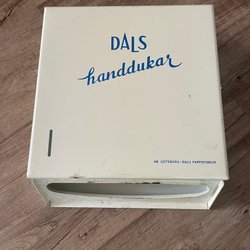 DALS
handdukar
AB GÖTEBORG-DALS PAPPERSBRUK